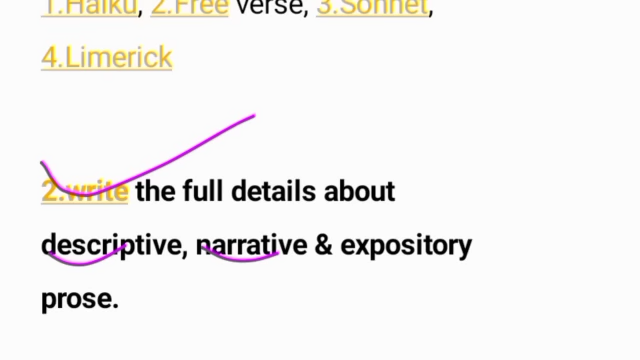 1.Haiku, 2.Free verse, 3.Sonnet,
4.Limerick
2.write the full details about
descriptive, narrative & expository
prose.